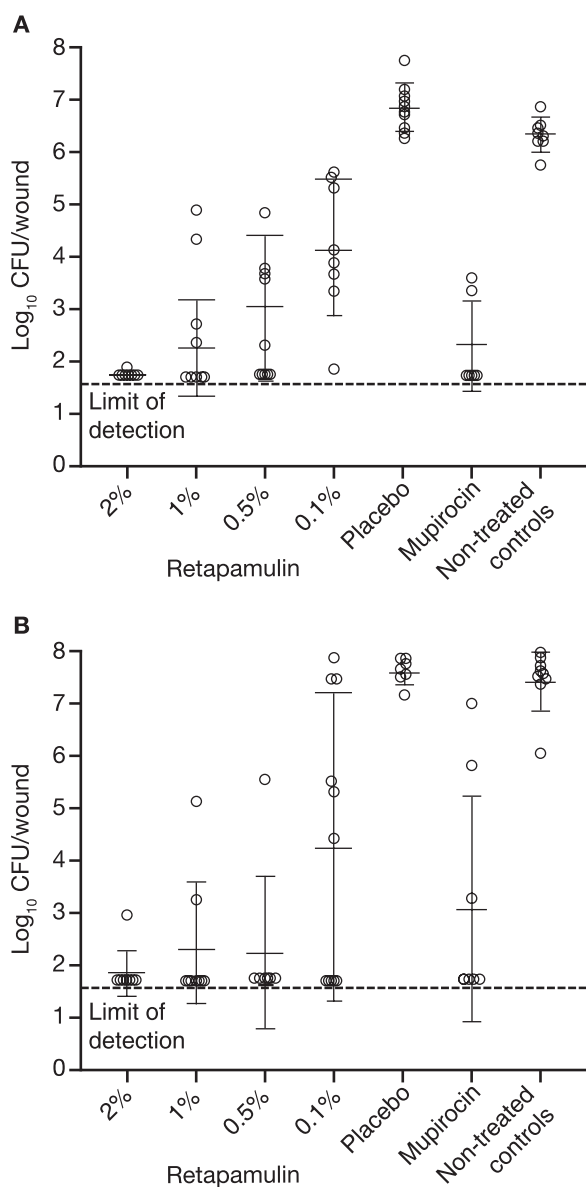 A
8
7
6
5
4
3
2
1
0
Log10 CFU/wound
Limit of
detection
2%
1%
0.5%
0.1%
Placebo
Mupirocin
Non-treated
controls
Retapamulin
B
8
7
6
5
4
3
2
1
0
Log10 CFU/wound
Limit of
detection
2%
1%
0.5%
0.1%
Placebo
Mupirocin
Non-treated
controls
Retapamulin